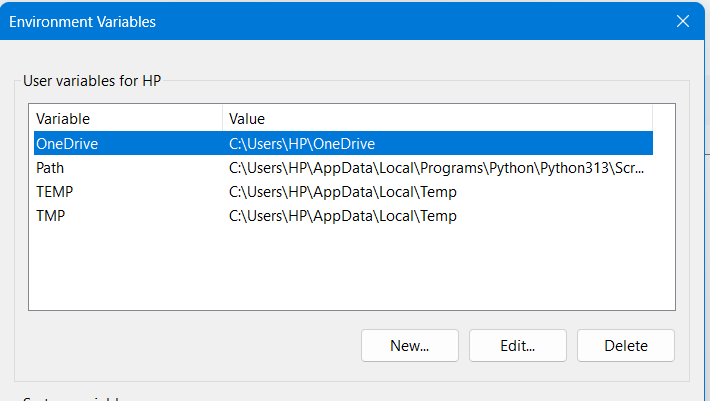 Environment Variables
User variables for HP
Variable Value
OneDrive C:\Users\HP\OneDrive
Path C:\Users\HP\AppData\Local\Programs\Python\Python313\Scr...
TEMP C:\Users\HP\AppData\Local\Temp
TMP C:\Users\HP\AppData\Local\Temp
New... Edit... Delete